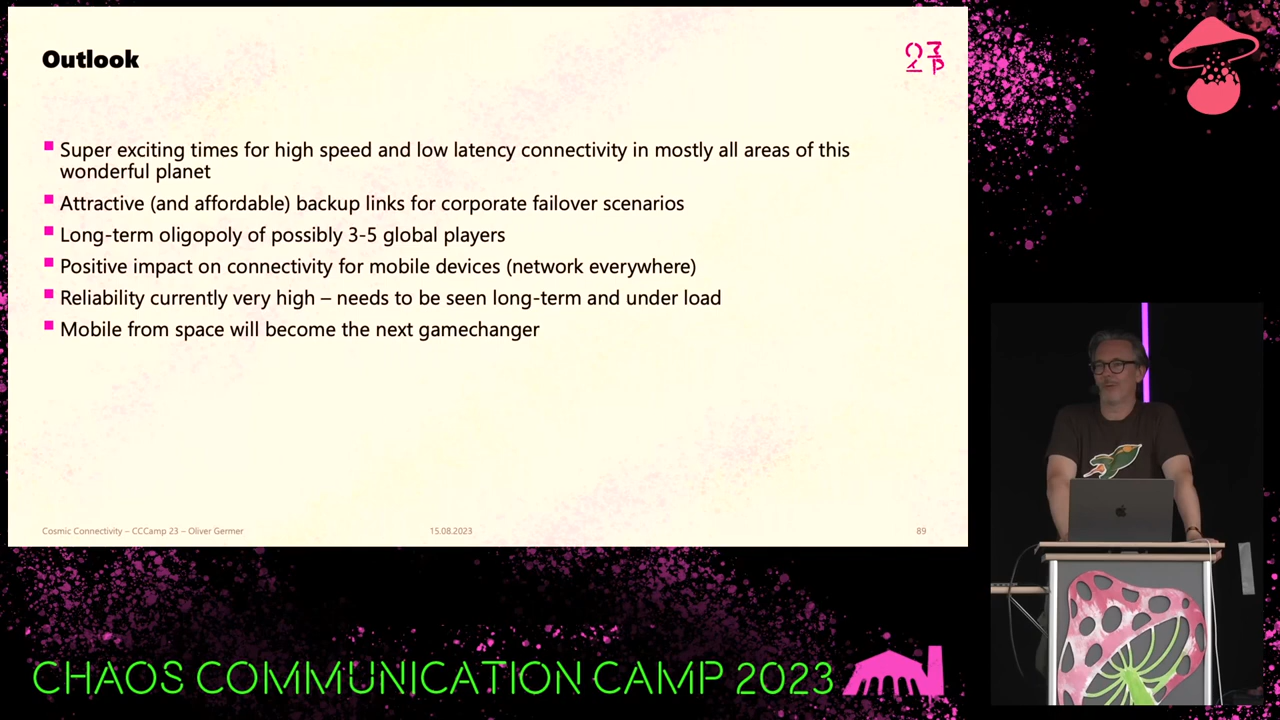 Outlook
Super exciting times for high speed and low latency connectivity in mostly all areas of this
wonderful planet
Attractive (and affordable) backup links for corporate failover scenarios
Long-term oligopoly of possibly 3-5 global players
Positive impact on connectivity for mobile devices (network everywhere)
Reliability currently very high – needs to be seen long-term and under load
Mobile from space will become the next gamechanger
Cosmic Connectivity – CCCamp 23 – Oliver Germer
15.08.2023
89
CHAOS COMMUNICATION CAMP 2023